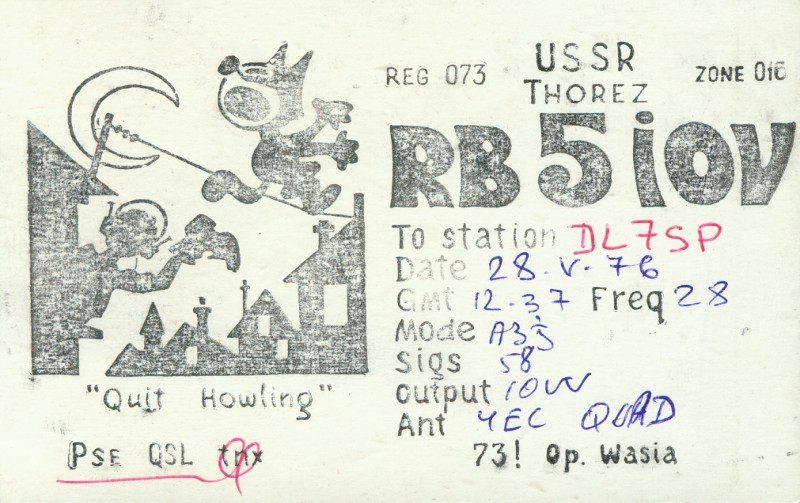 USSR
REG 073 THOREZ ZONE 016
RB5iOV
To station DL7SP
Date 28.V.76
Gmt 12-37 Freq 28
Mode A3j
sigs 58
output 10W
Ant 4EL QUAD
"Quit Howling"
PSE QSL tnx
73! Op. Wasia